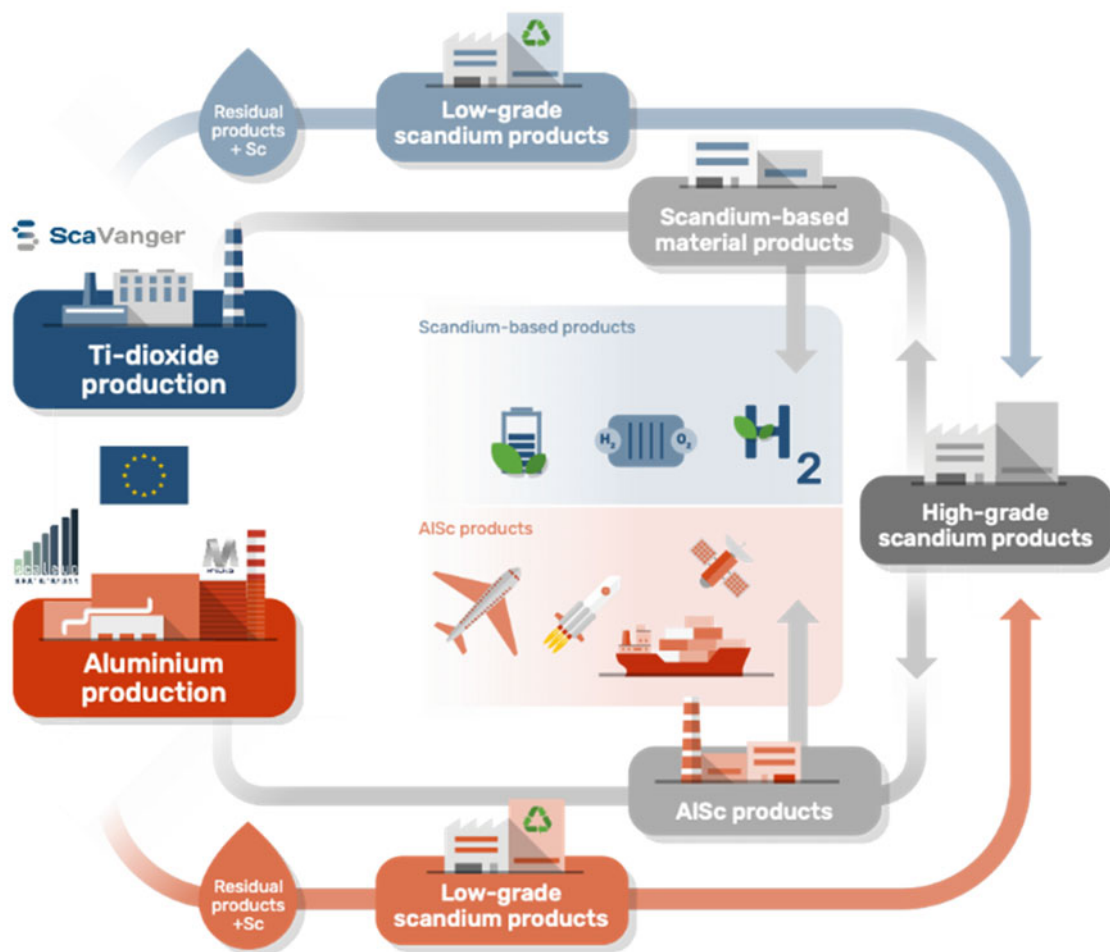 Residual
products
+ Sc
Low-grade
scandium products
Scandium-based
material products
ScaVanger
Ti-dioxide
production
Scandium-based products
H2
O2
H2
High-grade
scandium products
AlSc products
Aluminium
production
AlSc products
Residual
products
+Sc
Low-grade
scandium products